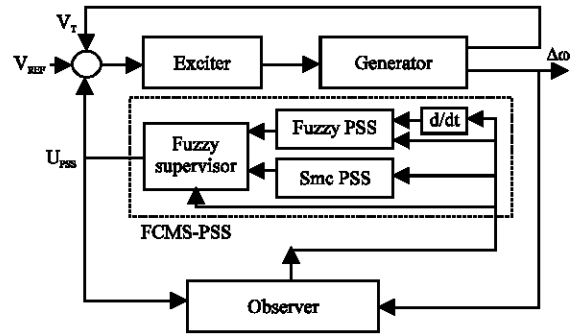 V_T
V_REF
Exciter
Generator
Δω
Fuzzy PSS
d/dt
Fuzzy
supervisor
U_PSS
Smc PSS
FCMS-PSS
Observer